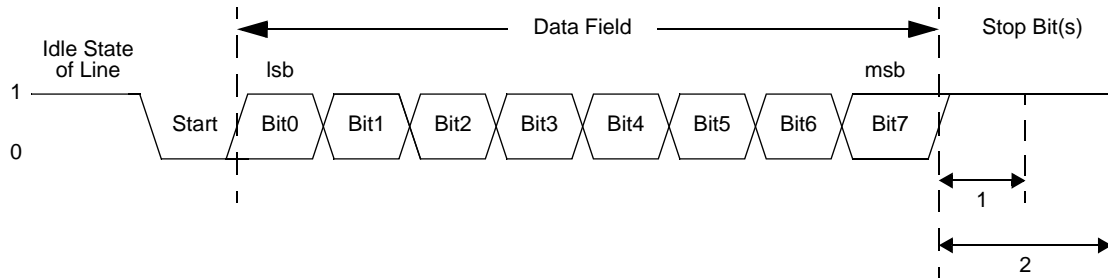 Data Field
Stop Bit(s)
Idle State
of Line
lsb
msb
1
Start
Bit0
Bit1
Bit2
Bit3
Bit4
Bit5
Bit6
Bit7
0
1
2